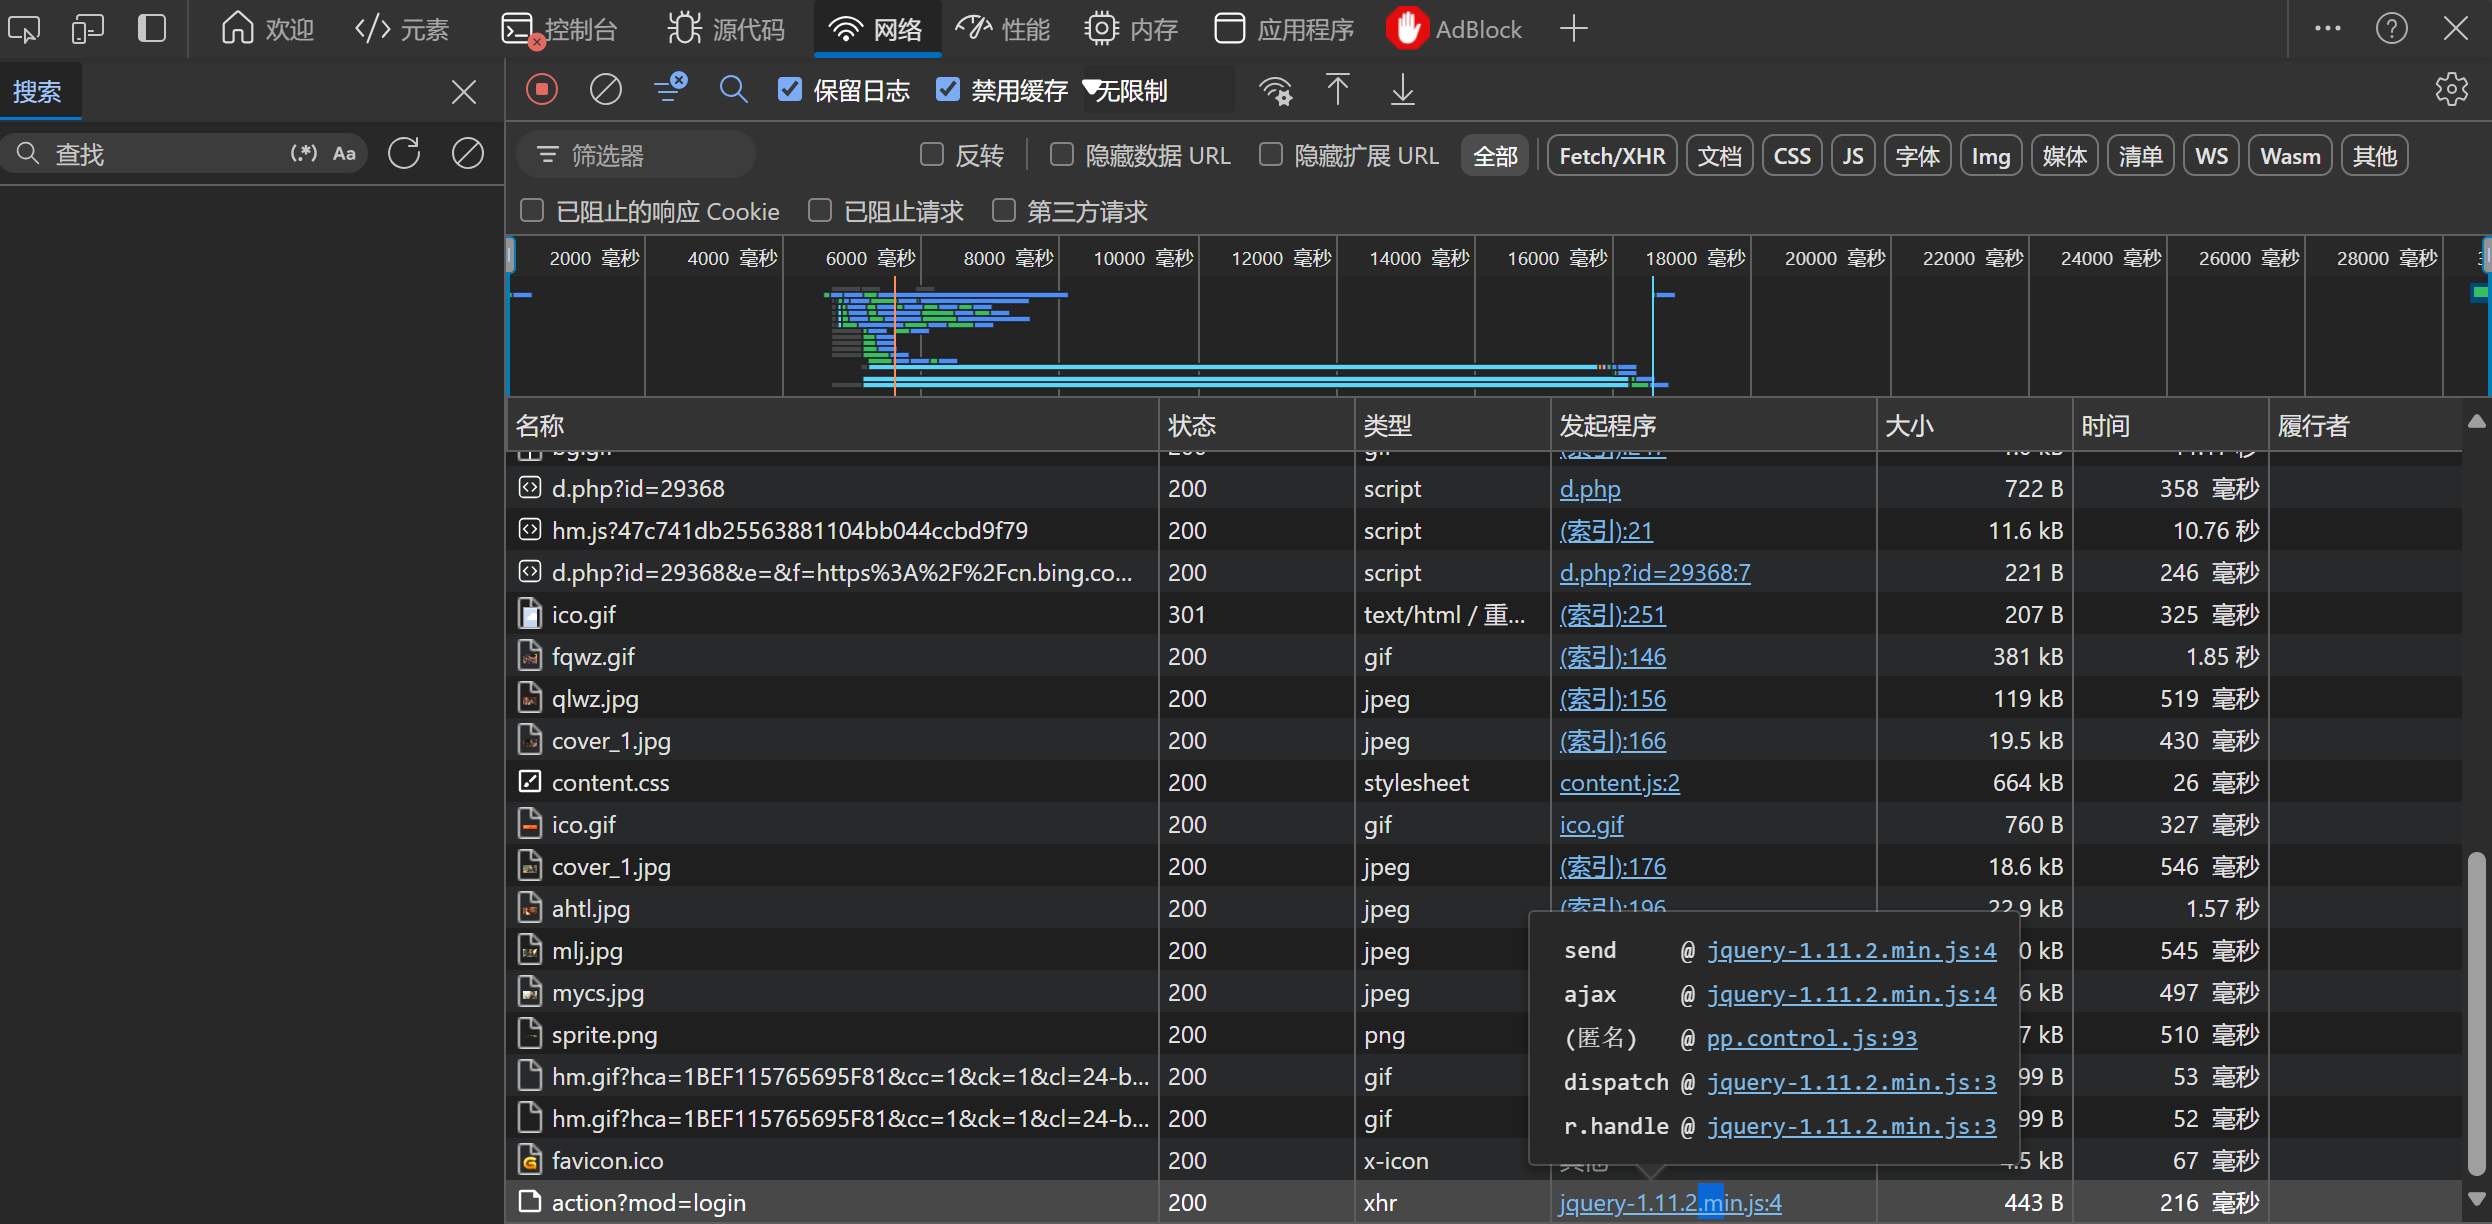 欢迎 元素 控制台 源代码 网络 性能 内存 应用程序 AdBlock
搜索
保留日志 禁用缓存 无限制
查找 (.*) Aa
筛选器 反转 隐藏数据 URL 隐藏扩展 URL 全部 Fetch/XHR 文档 CSS JS 字体 Img 媒体 清单 WS Wasm 其他
已阻止的响应 Cookie 已阻止请求 第三方请求
2000 毫秒 4000 毫秒 6000 毫秒 8000 毫秒 10000 毫秒 12000 毫秒 14000 毫秒 16000 毫秒 18000 毫秒 20000 毫秒 22000 毫秒 24000 毫秒 26000 毫秒 28000 毫秒
名称 状态 类型 发起程序 大小 时间 履行者
d.php?id=29368 200 script d.php 722 B 358 毫秒
hm.js?47c741db25563881104bb044ccbd9f79 200 script (索引):21 11.6 kB 10.76 秒
d.php?id=29368&e=&f=https%3A%2F%2Fcn.bing.co... 200 script d.php?id=29368:7 221 B 246 毫秒
ico.gif 301 text/html / 重... (索引):251 207 B 325 毫秒
fqwz.gif 200 gif (索引):146 381 kB 1.85 秒
qlwz.jpg 200 jpeg (索引):156 119 kB 519 毫秒
cover_1.jpg 200 jpeg (索引):166 19.5 kB 430 毫秒
content.css 200 stylesheet content.js:2 664 kB 26 毫秒
ico.gif 200 gif ico.gif 760 B 327 毫秒
cover_1.jpg 200 jpeg (索引):176 18.6 kB 546 毫秒
ahtl.jpg 200 jpeg (索引):196 22.9 kB 1.57 秒
mlj.jpg 200 jpeg 0 kB 545 毫秒
mycs.jpg 200 jpeg 6 kB 497 毫秒
sprite.png 200 png 7 kB 510 毫秒
hm.gif?hca=1BEF115765695F81&cc=1&ck=1&cl=24-b... 200 gif 99 B 53 毫秒
hm.gif?hca=1BEF115765695F81&cc=1&ck=1&cl=24-b... 200 gif 99 B 52 毫秒
favicon.ico 200 x-icon 其他 4.5 kB 67 毫秒
send @ jquery-1.11.2.min.js:4
ajax @ jquery-1.11.2.min.js:4
(匿名) @ pp.control.js:93
dispatch @ jquery-1.11.2.min.js:3
r.handle @ jquery-1.11.2.min.js:3
action?mod=login 200 xhr jquery-1.11.2.min.js:4 443 B 216 毫秒